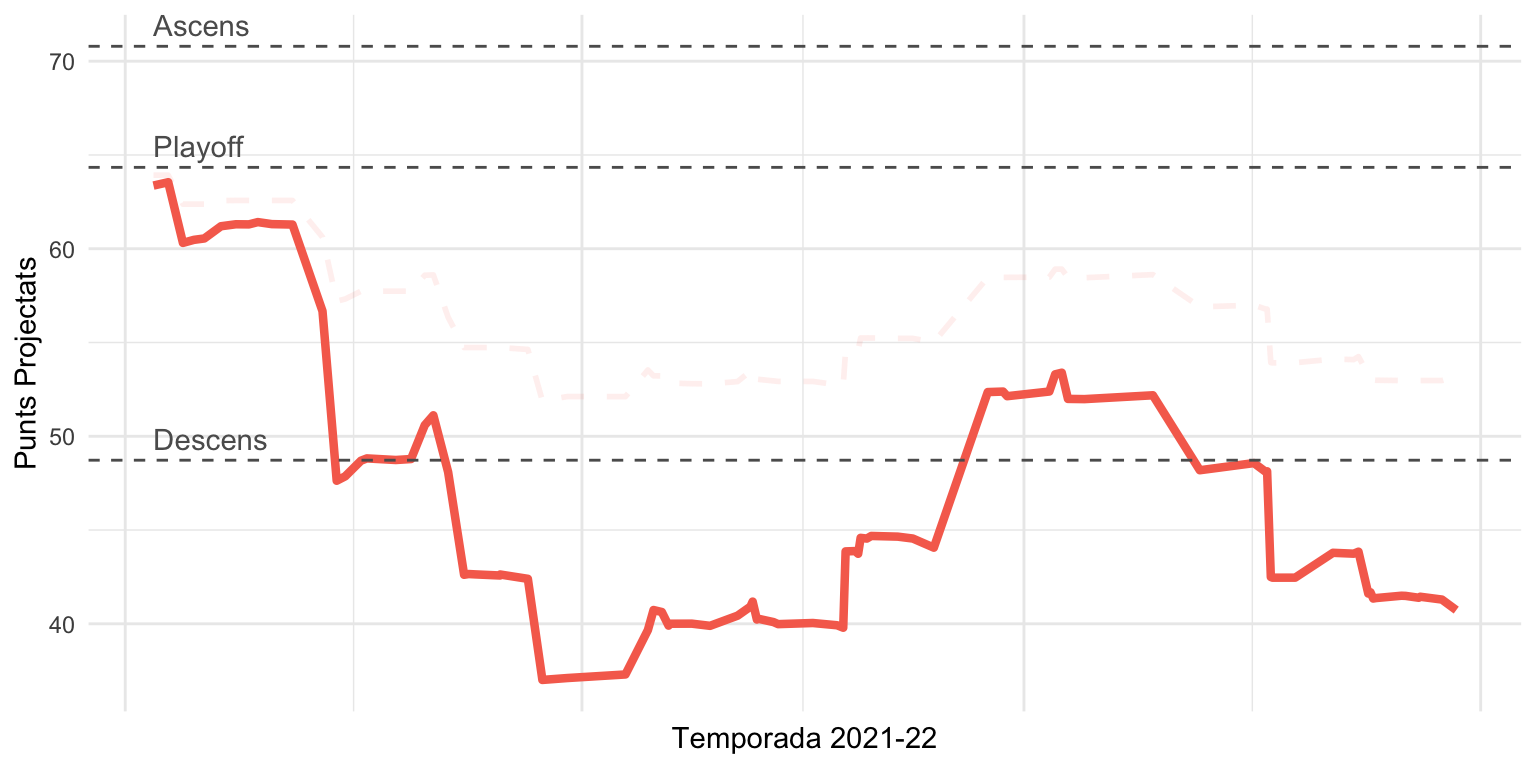 Ascens
70
Playoff
60
Descens
50
40
Punts Projectats
Temporada 2021-22